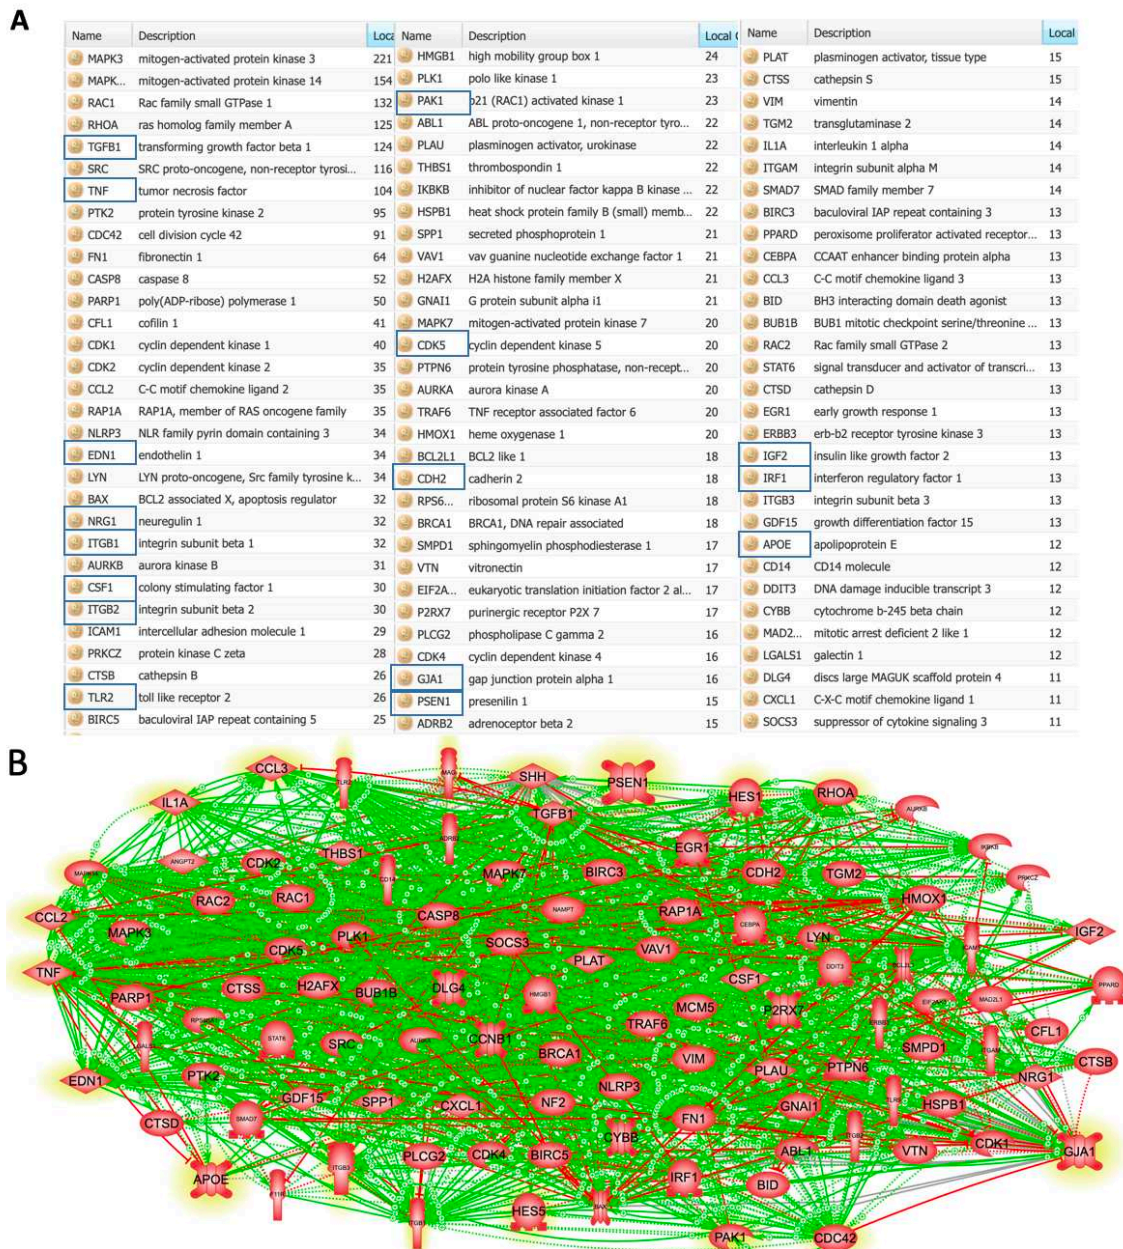 A
Name Description Loca
MAPK3 mitogen-activated protein kinase 3 221
MAPK... mitogen-activated protein kinase 14 154
RAC1 Rac family small GTPase 1 132
RHOA ras homolog family member A 125
TGFB1 transforming growth factor beta 1 124
SRC SRC proto-oncogene, non-receptor tyrosi... 116
TNF tumor necrosis factor 104
PTK2 protein tyrosine kinase 2 95
CDC42 cell division cycle 42 91
FN1 fibronectin 1 64
CASP8 caspase 8 52
PARP1 poly(ADP-ribose) polymerase 1 50
CFL1 cofilin 1 41
CDK1 cyclin dependent kinase 1 40
CDK2 cyclin dependent kinase 2 35
CCL2 C-C motif chemokine ligand 2 35
RAP1A RAP1A, member of RAS oncogene family 35
NLRP3 NLR family pyrin domain containing 3 34
EDN1 endothelin 1 34
LYN LYN proto-oncogene, Src family tyrosine k... 34
BAX BCL2 associated X, apoptosis regulator 32
NRG1 neuregulin 1 32
ITGB1 integrin subunit beta 1 32
AURKB aurora kinase B 31
CSF1 colony stimulating factor 1 30
ITGB2 integrin subunit beta 2 30
ICAM1 intercellular adhesion molecule 1 29
PRKCZ protein kinase C zeta 28
CTSB cathepsin B 26
TLR2 toll like receptor 2 26
BIRC5 baculoviral IAP repeat containing 5 25
Name Description Local
HMGB1 high mobility group box 1 24
PLK1 polo like kinase 1 23
PAK1 p21 (RAC1) activated kinase 1 23
ABL1 ABL proto-oncogene 1, non-receptor tyro... 22
PLAU plasminogen activator, urokinase 22
THBS1 thrombospondin 1 22
IKBKB inhibitor of nuclear factor kappa B kinase ... 22
HSPB1 heat shock protein family B (small) memb... 22
SPP1 secreted phosphoprotein 1 21
VAV1 vav guanine nucleotide exchange factor 1 21
H2AFX H2A histone family member X 21
GNAI1 G protein subunit alpha i1 21
MAPK7 mitogen-activated protein kinase 7 20
CDK5 cyclin dependent kinase 5 20
PTPN6 protein tyrosine phosphatase, non-recept... 20
AURKA aurora kinase A 20
TRAF6 TNF receptor associated factor 6 20
HMOX1 heme oxygenase 1 20
BCL2L1 BCL2 like 1 18
CDH2 cadherin 2 18
RPS6... ribosomal protein S6 kinase A1 18
BRCA1 BRCA1, DNA repair associated 18
SMPD1 sphingomyelin phosphodiesterase 1 17
VTN vitronectin 17
EIF2A... eukaryotic translation initiation factor 2 al... 17
P2RX7 purinergic receptor P2X 7 17
PLCG2 phospholipase C gamma 2 16
CDK4 cyclin dependent kinase 4 16
GJA1 gap junction protein alpha 1 16
PSEN1 presenilin 1 15
ADRB2 adrenoceptor beta 2 15
Name Description Local
PLAT plasminogen activator, tissue type 15
CTSS cathepsin S 15
VIM vimentin 14
TGM2 transglutaminase 2 14
IL1A interleukin 1 alpha 14
ITGAM integrin subunit alpha M 14
SMAD7 SMAD family member 7 14
BIRC3 baculoviral IAP repeat containing 3 13
PPARD peroxisome proliferator activated receptor... 13
CEBPA CCAAT enhancer binding protein alpha 13
CCL3 C-C motif chemokine ligand 3 13
BID BH3 interacting domain death agonist 13
BUB1B BUB1 mitotic checkpoint serine/threonine ... 13
RAC2 Rac family small GTPase 2 13
STAT6 signal transducer and activator of transcri... 13
CTSD cathepsin D 13
EGR1 early growth response 1 13
ERBB3 erb-b2 receptor tyrosine kinase 3 13
IGF2 insulin like growth factor 2 13
IRF1 interferon regulatory factor 1 13
ITGB3 integrin subunit beta 3 13
GDF15 growth differentiation factor 15 13
APOE apolipoprotein E 12
CD14 CD14 molecule 12
DDIT3 DNA damage inducible transcript 3 12
CYBB cytochrome b-245 beta chain 12
MAD2... mitotic arrest deficient 2 like 1 12
LGALS1 galectin 1 12
DLG4 discs large MAGUK scaffold protein 4 11
CXCL1 C-X-C motif chemokine ligand 1 11
SOCS3 suppressor of cytokine signaling 3 11
B
CCL3 TLR2 MAG SHH PSEN1 HES1 RHOA
IL1A TGFB1 AURKB
ADRB2 EGR1 IKBKB
ANGPT2 CDK2 THBS1 CD14 MAPK7 BIRC3 CDH2 TGM2 PRKCZ
MAPK14 RAC2 RAC1 CASP8 NAMPT RAP1A HMOX1
CCL2 MAPK3 PLK1 CEBPA IGF2
CDK5 SOCS3 VAV1 LYN ICAM1
TNF PLAT DDIT3 BCL2L
PARP1 CTSS H2AFX BUB1B DLG4 HMGB1 CSF1 PPARD
MCM5 P2RX7 MAD2L1
RPS6 TRAF6 ERBB3 CFL1
LGALS STAT6 SRC AURKA CCNB1 BRCA1 VIM SMPD1 ITGAM CTSB
EDN1 PTK2 NLRP3 PLAU PTPN6 NRG1
GDF15 SPP1 CXCL1 NF2 FN1 GNAI1 HSPB1
CTSD SMAD7 CYBB ITGB2 CDK1
APOE ITGB3 PLCG2 CDK4 BIRC5 IRF1 ABL1 VTN GJA1
F11R BID
ITGB1 HES5 BAX PAK1 CDC42